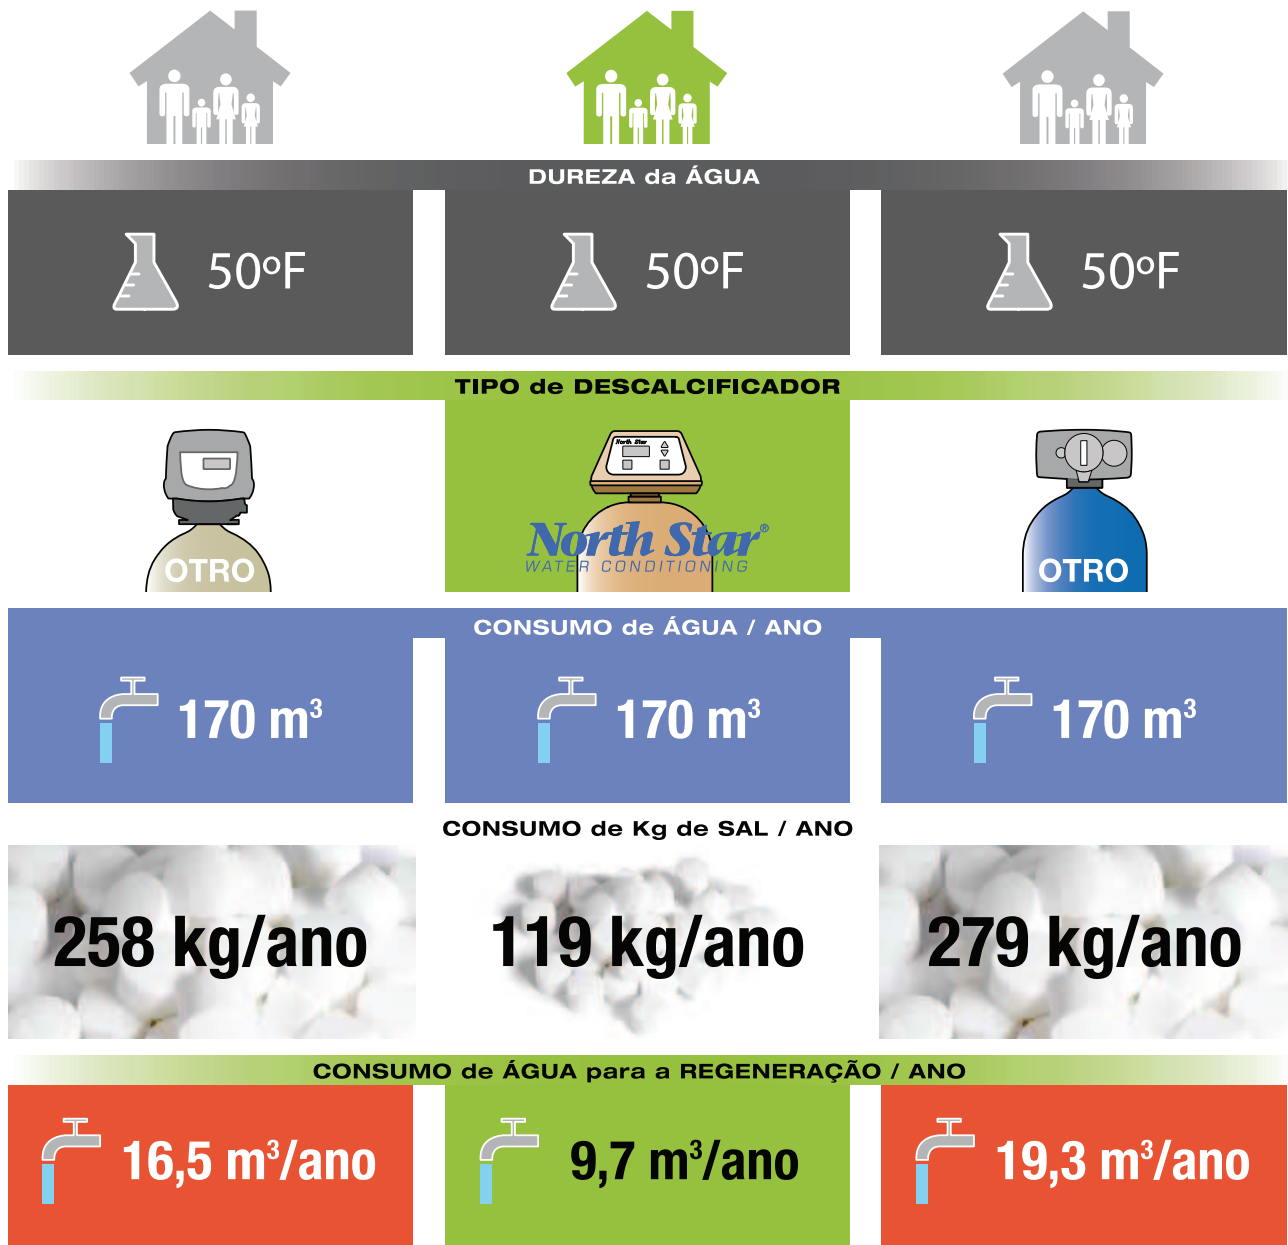 DUREZA da ÁGUA
50ºF
50ºF
50ºF
TIPO de DESCALCIFICADOR
OTRO
North Star
North Star®
WATER CONDITIONING
OTRO
CONSUMO de ÁGUA / ANO
170 m³
170 m³
170 m³
CONSUMO de Kg de SAL / ANO
258 kg/ano
119 kg/ano
279 kg/ano
CONSUMO de ÁGUA para a REGENERAÇÃO / ANO
16,5 m³/ano
9,7 m³/ano
19,3 m³/ano